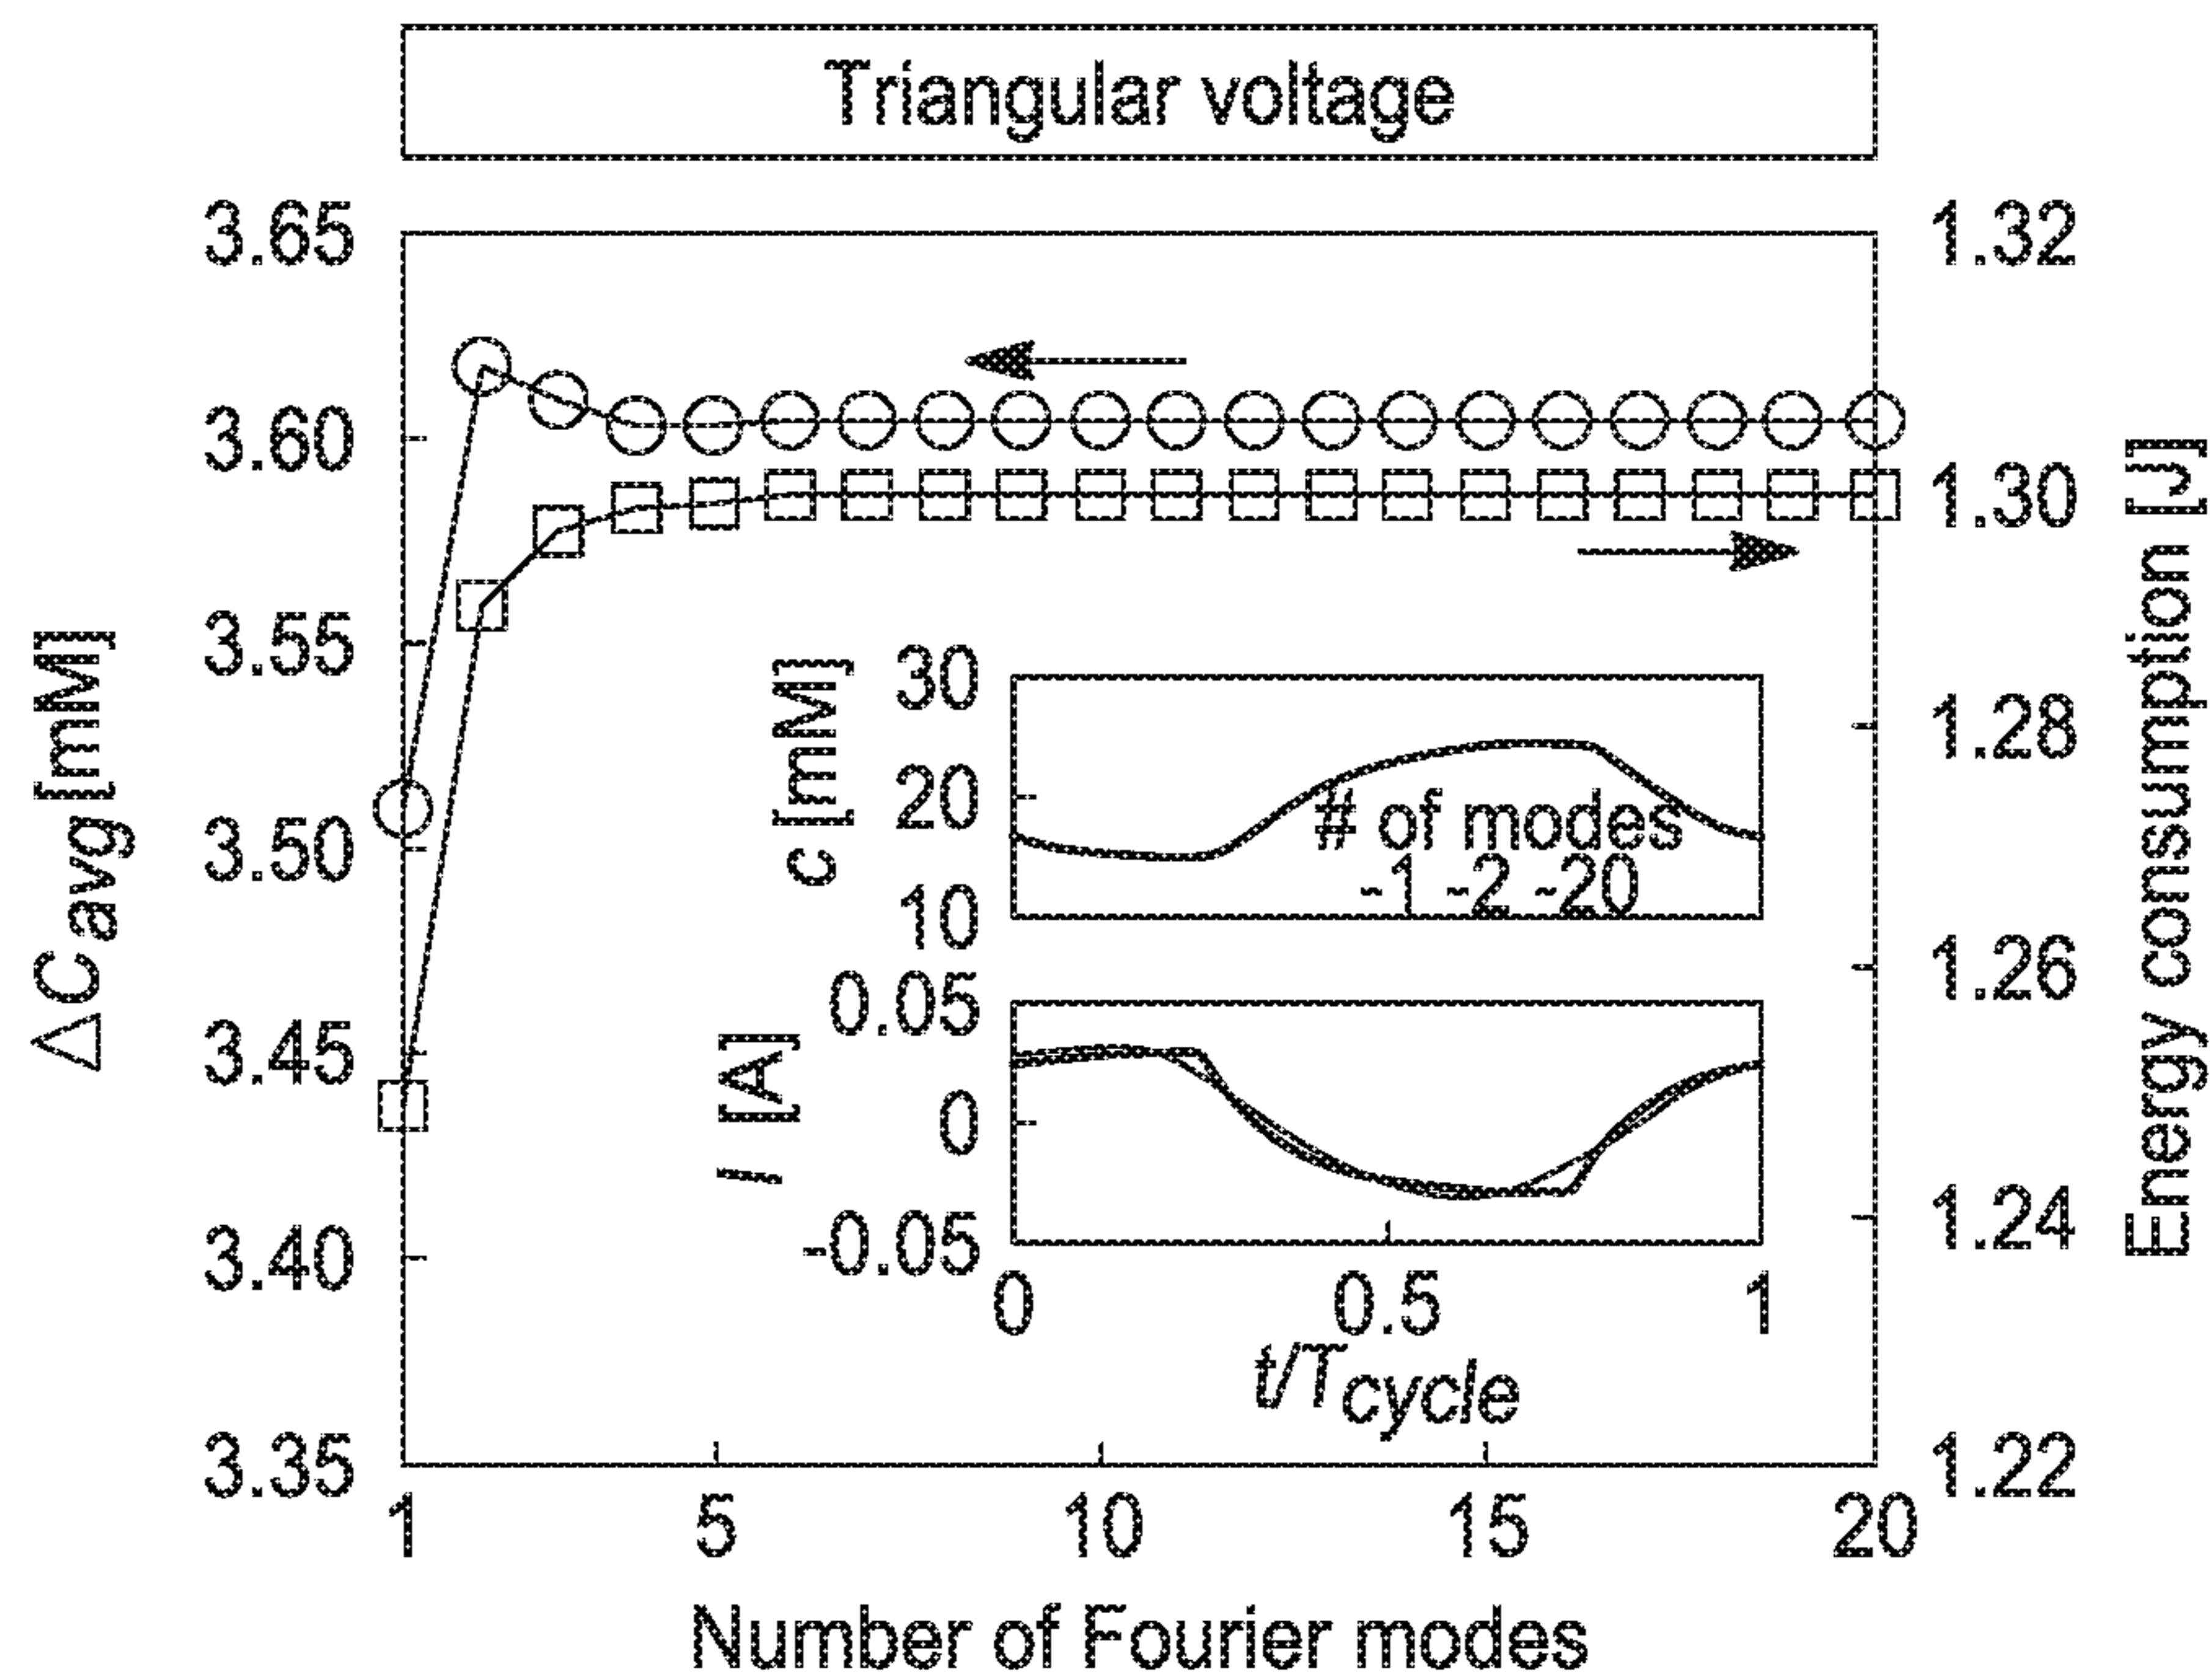 Triangular voltage
3.65
3.60
3.55
3.50
3.45
3.40
3.35
ΔCavg [mM]
1.32
1.30
1.28
1.26
1.24
1.22
Energy consumption [J]
c [mM]
30
20
10
# of modes
-1 -2 -20
I [A]
0.05
0
-0.05
0 0.5 1
t/Tcycle
1 5 10 15 20
Number of Fourier modes